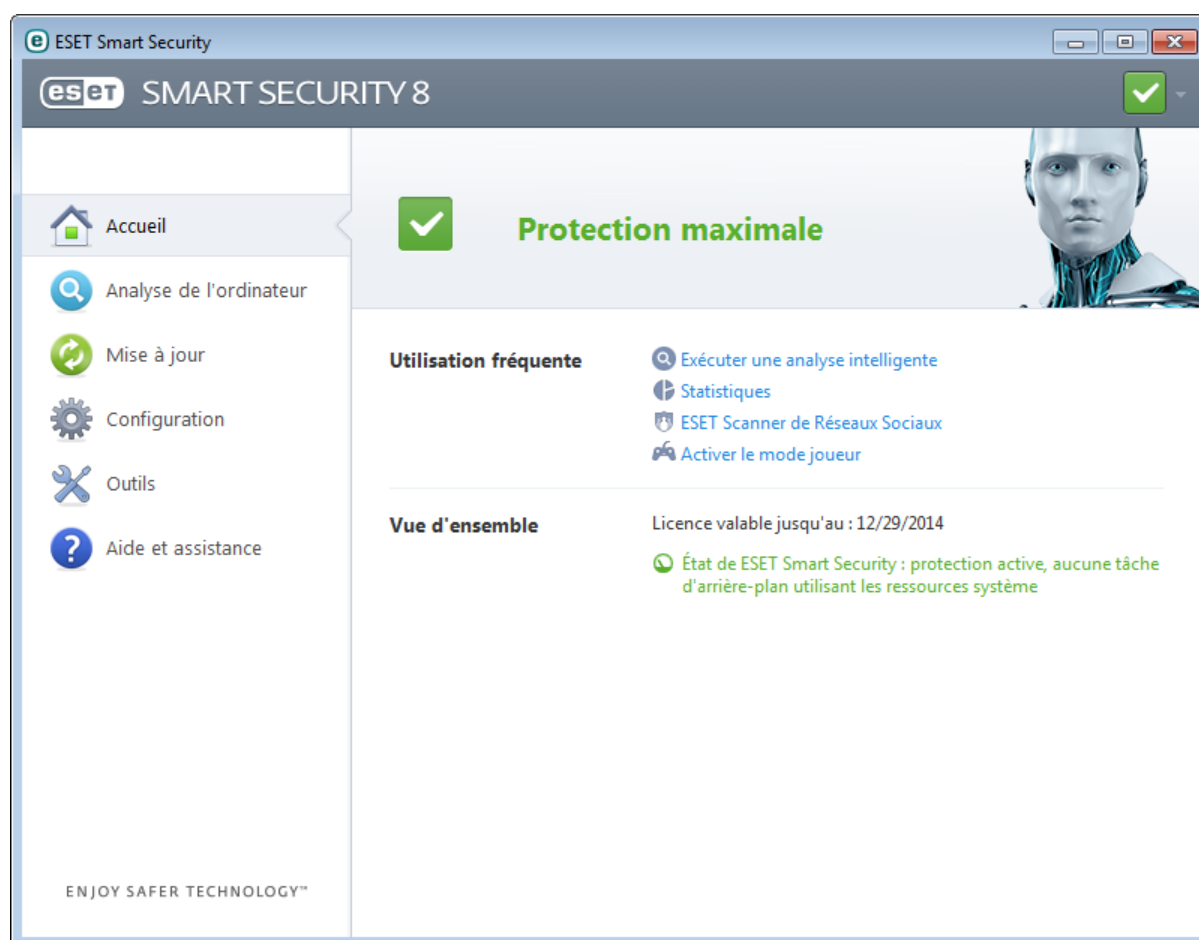 ESET Smart Security
eset SMART SECURITY 8
Accueil
Analyse de l'ordinateur
Mise à jour
Configuration
Outils
Aide et assistance
ENJOY SAFER TECHNOLOGY™
Protection maximale
Utilisation fréquente
Exécuter une analyse intelligente
Statistiques
ESET Scanner de Réseaux Sociaux
Activer le mode joueur
Vue d'ensemble
Licence valable jusqu'au : 12/29/2014
État de ESET Smart Security : protection active, aucune tâche
d'arrière-plan utilisant les ressources système